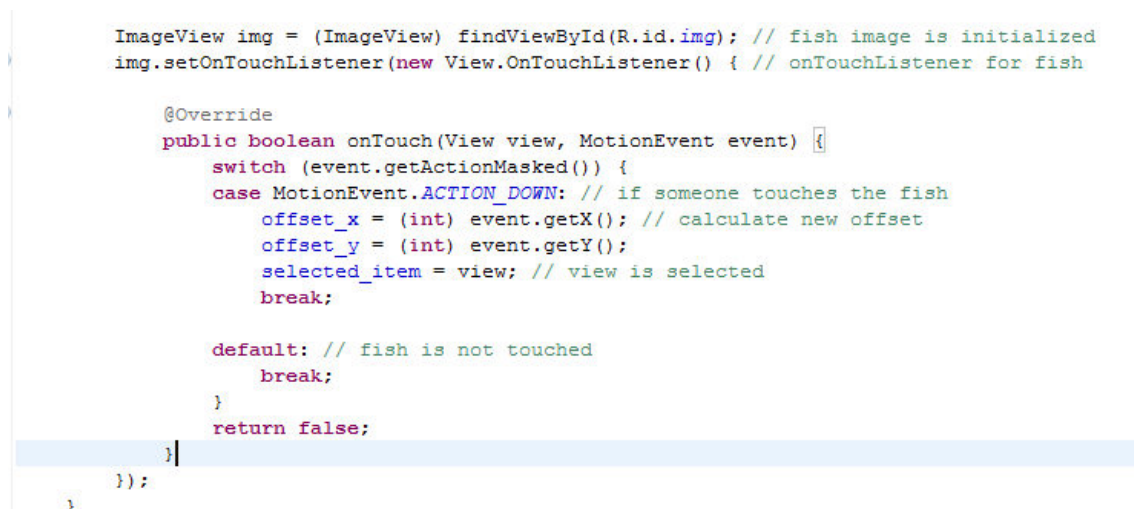 ImageView img = (ImageView) findViewById(R.id.img); // fish image is initialized
img.setOnTouchListener(new View.OnTouchListener() { // onTouchListener for fish
@Override
public boolean onTouch(View view, MotionEvent event) {
switch (event.getActionMasked()) {
case MotionEvent.ACTION_DOWN: // if someone touches the fish
offset_x = (int) event.getX(); // calculate new offset
offset_y = (int) event.getY();
selected_item = view; // view is selected
break;
default: // fish is not touched
break;
}
return false;
}
});
}